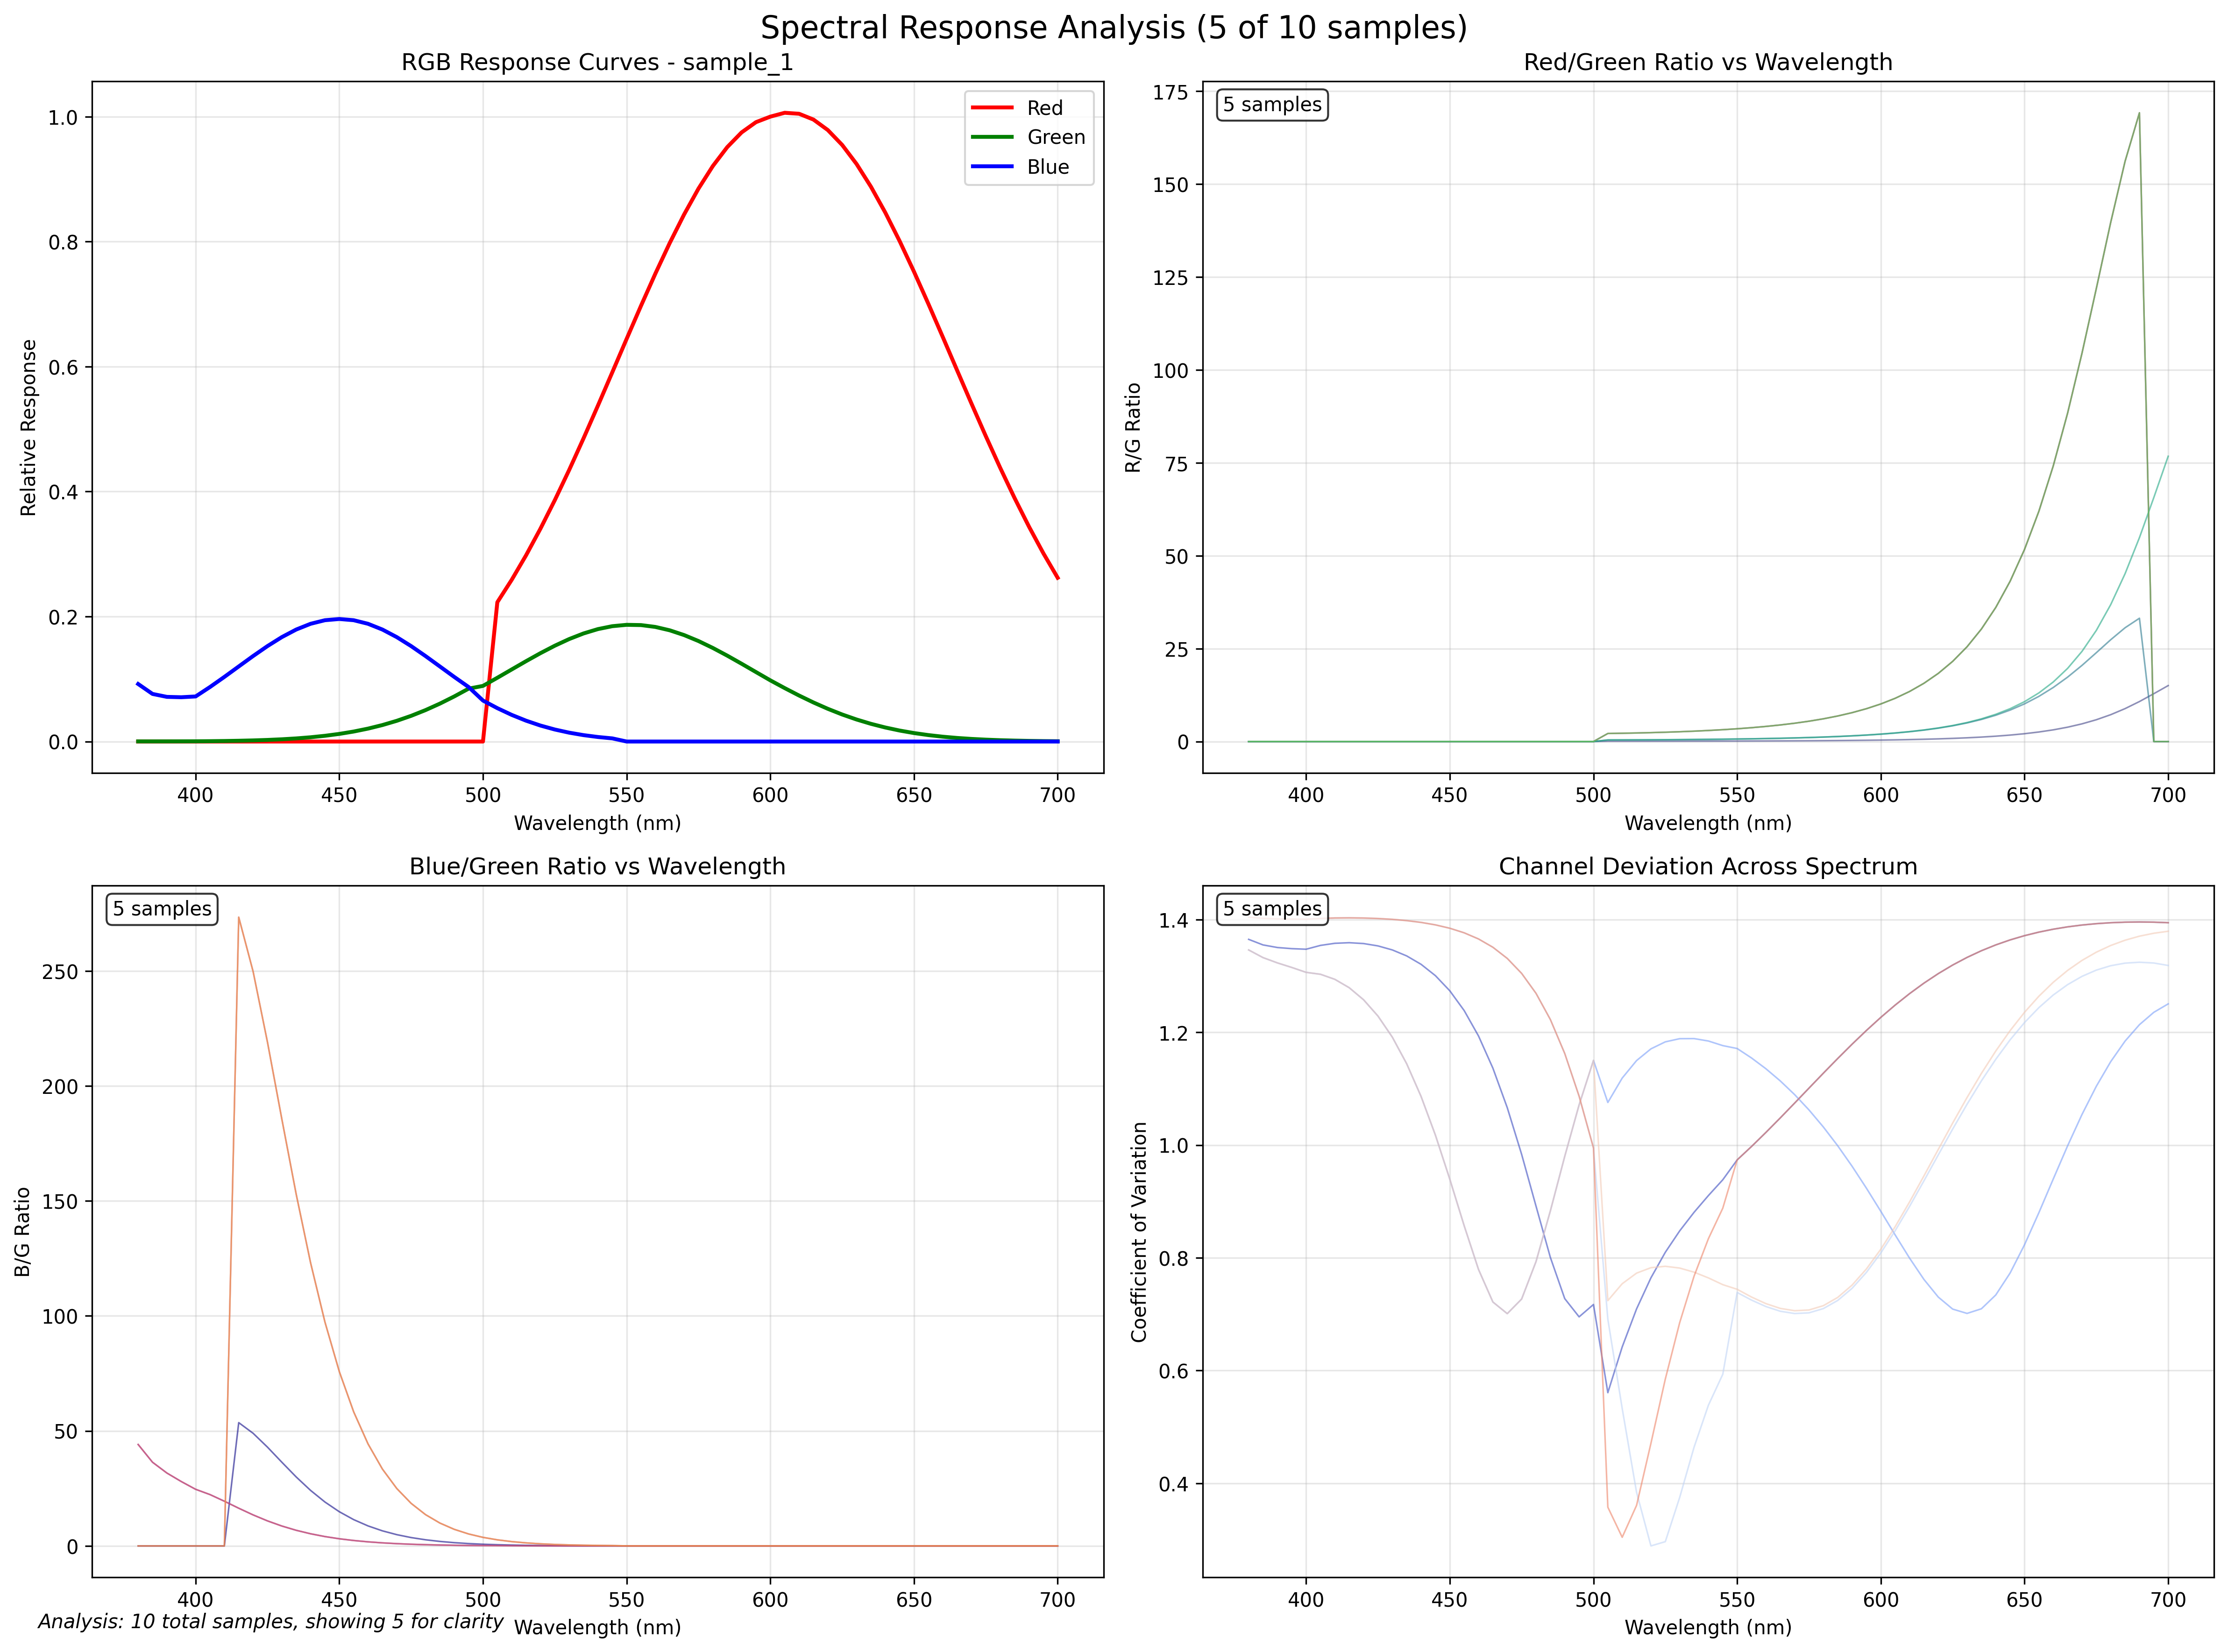 Spectral Response Analysis (5 of 10 samples)
RGB Response Curves - sample_1
Relative Response
1.0
0.8
0.6
0.4
0.2
0.0
Red
Green
Blue
400 450 500 550 600 650 700
Wavelength (nm)
Red/Green Ratio vs Wavelength
5 samples
R/G Ratio
175
150
125
100
75
50
25
0
400 450 500 550 600 650 700
Wavelength (nm)
Blue/Green Ratio vs Wavelength
5 samples
B/G Ratio
250
200
150
100
50
0
400 450 500 550 600 650 700
Wavelength (nm)
Channel Deviation Across Spectrum
5 samples
Coefficient of Variation
1.4
1.2
1.0
0.8
0.6
0.4
400 450 500 550 600 650 700
Wavelength (nm)
Analysis: 10 total samples, showing 5 for clarity